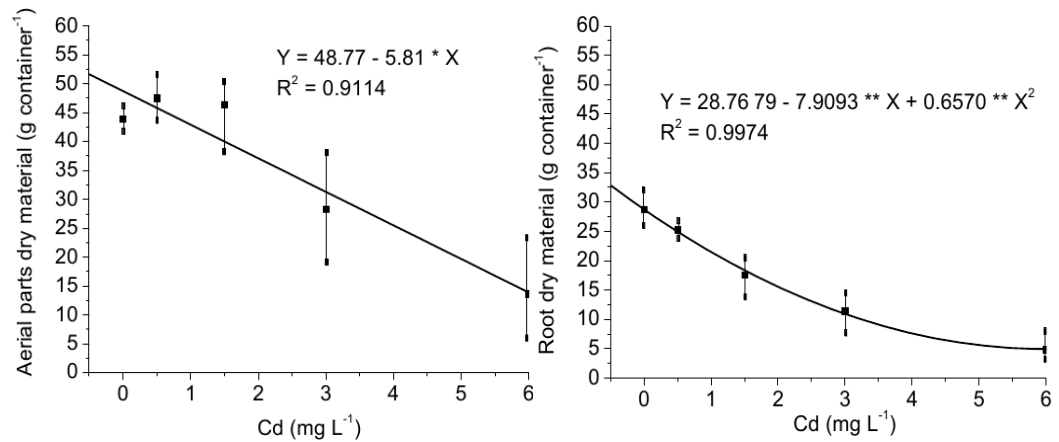 Aerial parts dry material (g container⁻¹)
60
55
50
45
40
35
30
25
20
15
10
5
0
Y = 48.77 - 5.81 * X
R² = 0.9114
0 1 2 3 4 5 6
Cd (mg L⁻¹)
Root dry material (g container⁻¹)
60
55
50
45
40
35
30
25
20
15
10
5
0
Y = 28.76 79 - 7.9093 ** X + 0.6570 ** X²
R² = 0.9974
0 1 2 3 4 5 6
Cd (mg L⁻¹)